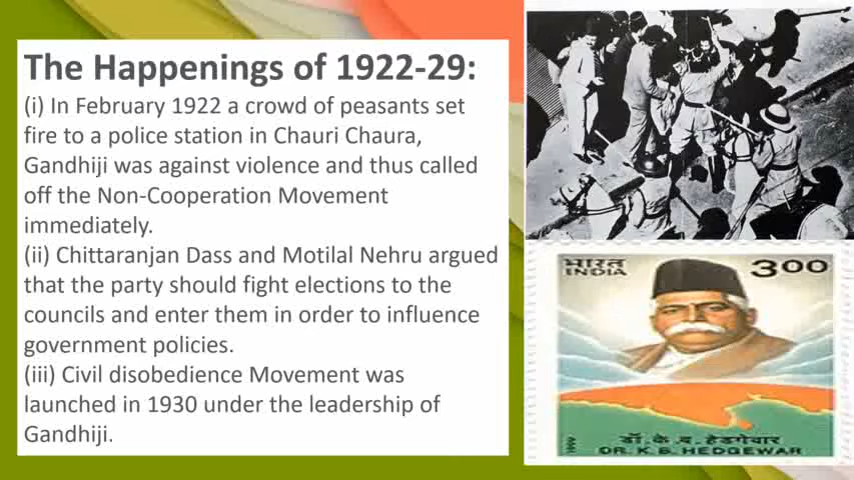 The Happenings of 1922-29:
(i) In February 1922 a crowd of peasants set
fire to a police station in Chauri Chaura,
Gandhiji was against violence and thus called
off the Non-Cooperation Movement
immediately.
(ii) Chittaranjan Dass and Motilal Nehru argued
that the party should fight elections to the
councils and enter them in order to influence
government policies.
(iii) Civil disobedience Movement was
launched in 1930 under the leadership of
Gandhiji.
भारत
INDIA
3.00
डॉ. के. ब. हेडगेवार
DR. K. B. HEDGEWAR